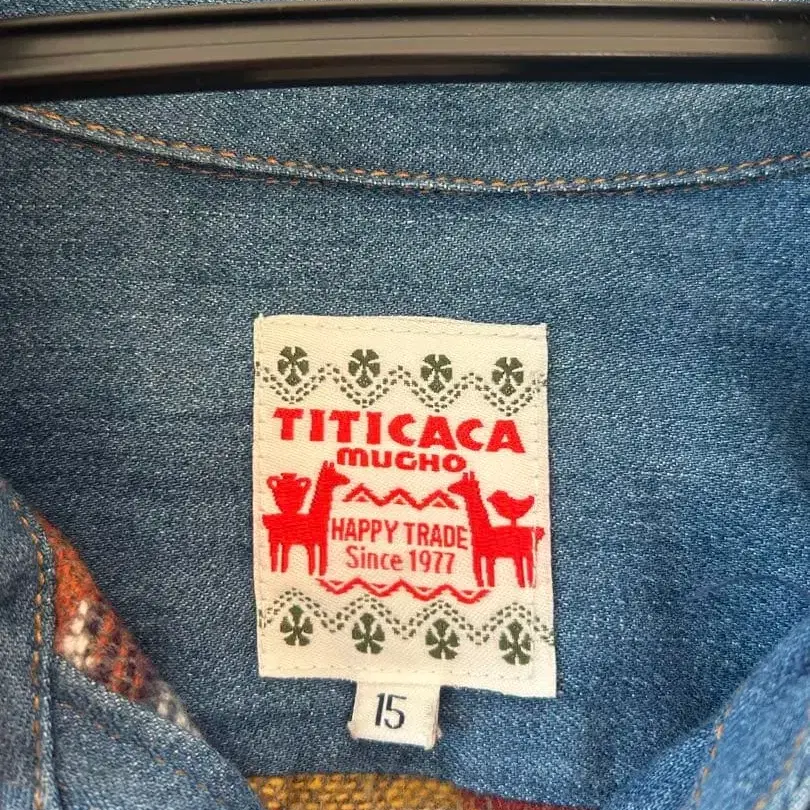 TITICACA
MUCHO
HAPPY TRADE
Since 1977
15